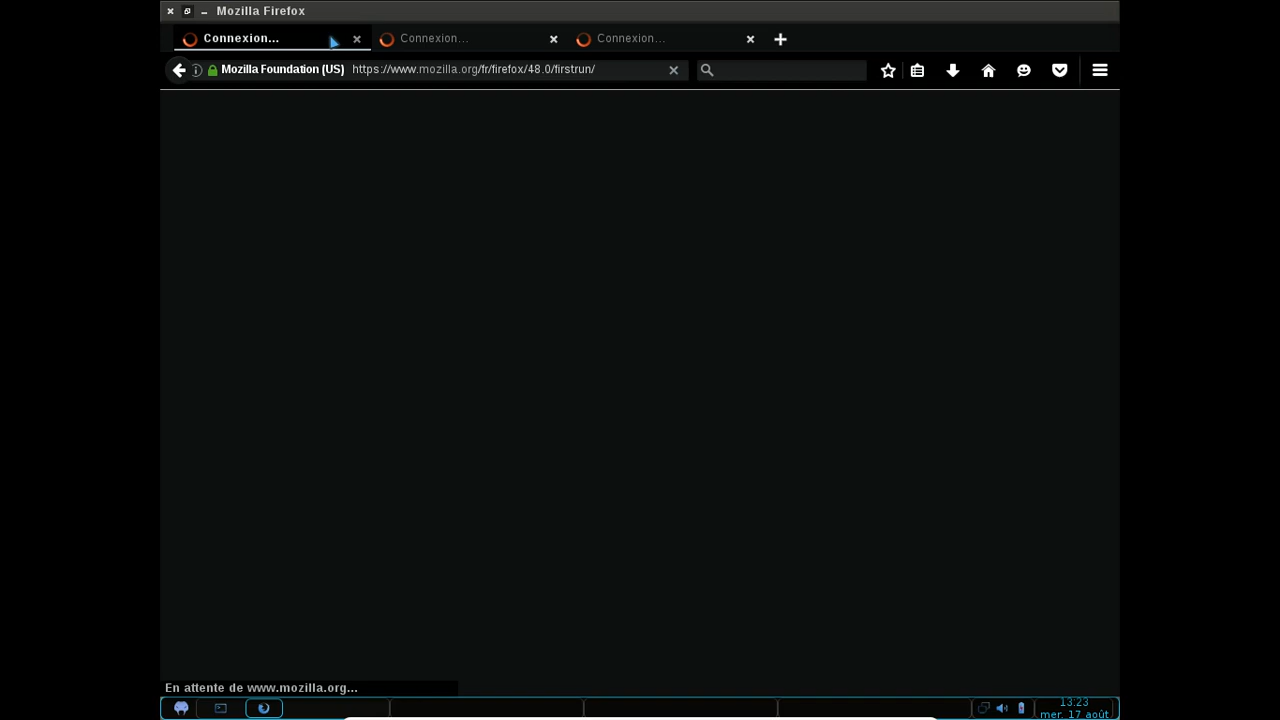 Mozilla Firefox
Connexion... Connexion... Connexion...
Mozilla Foundation (US) https://www.mozilla.org/fr/firefox/48.0/firstrun/
En attente de www.mozilla.org...
13:23
mer. 17 août